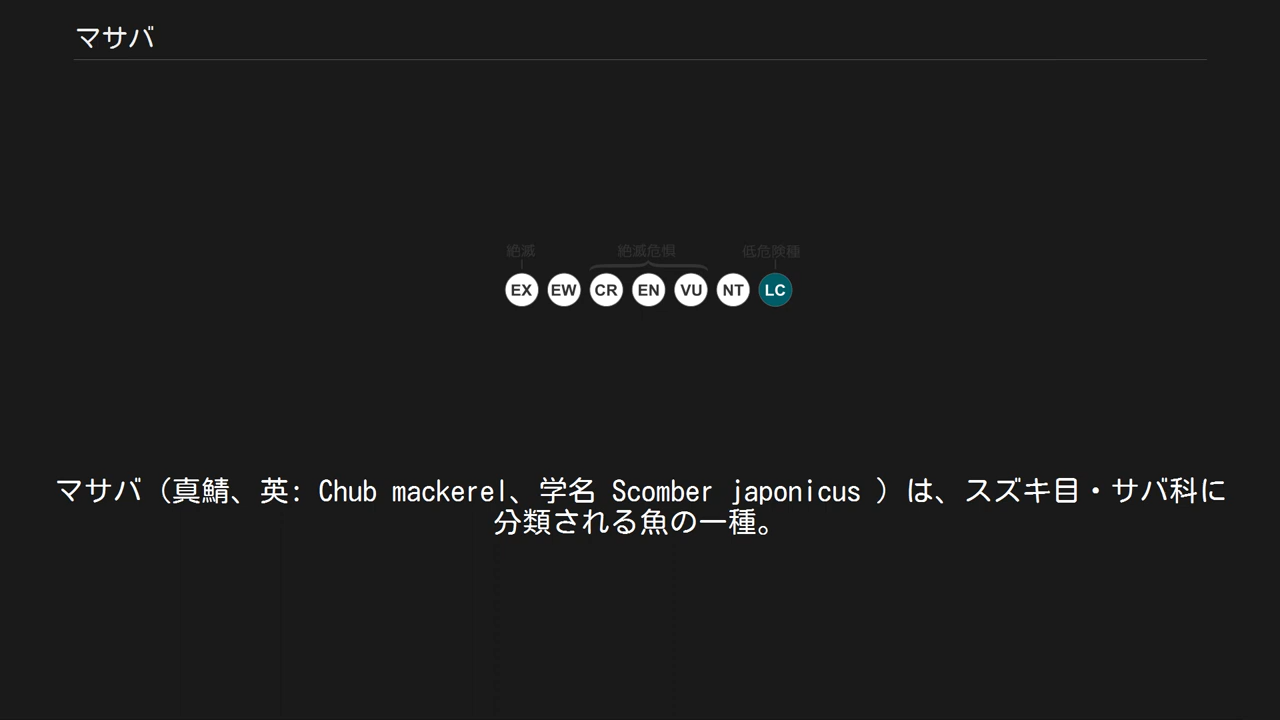 マサバ
絶滅 絶滅危惧 低危険種
EX EW CR EN VU NT LC
マサバ（真鯖、英: Chub mackerel、学名 Scomber japonicus ）は、スズキ目・サバ科に
分類される魚の一種。